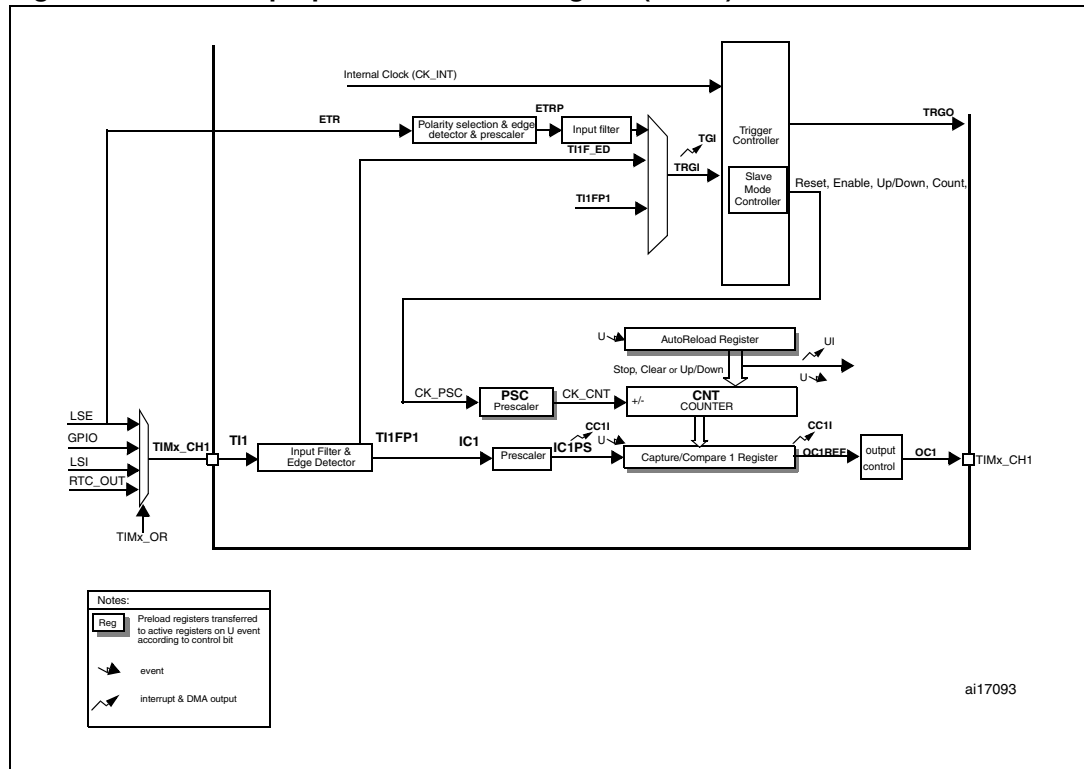 Internal Clock (CK_INT)
ETR
Polarity selection & edge
detector & prescaler
ETRP
Input filter
TI1F_ED
TI1FP1
TGI
TRGI
Trigger
Controller
Slave
Mode
Controller
TRGO
Reset, Enable, Up/Down, Count,
U
AutoReload Register
UI
Stop, Clear or Up/Down
U
CK_PSC
PSC
Prescaler
CK_CNT
+/-
CNT
COUNTER
LSE
GPIO
LSI
RTC_OUT
TIMx_OR
TIMx_CH1
TI1
Input Filter &
Edge Detector
TI1FP1
IC1
Prescaler
CC1I
IC1PS
U
Capture/Compare 1 Register
CC1I
OC1REF
output
control
OC1
TIMx_CH1
Notes:
Reg
Preload registers transferred
to active registers on U event
according to control bit
event
interrupt & DMA output
ai17093